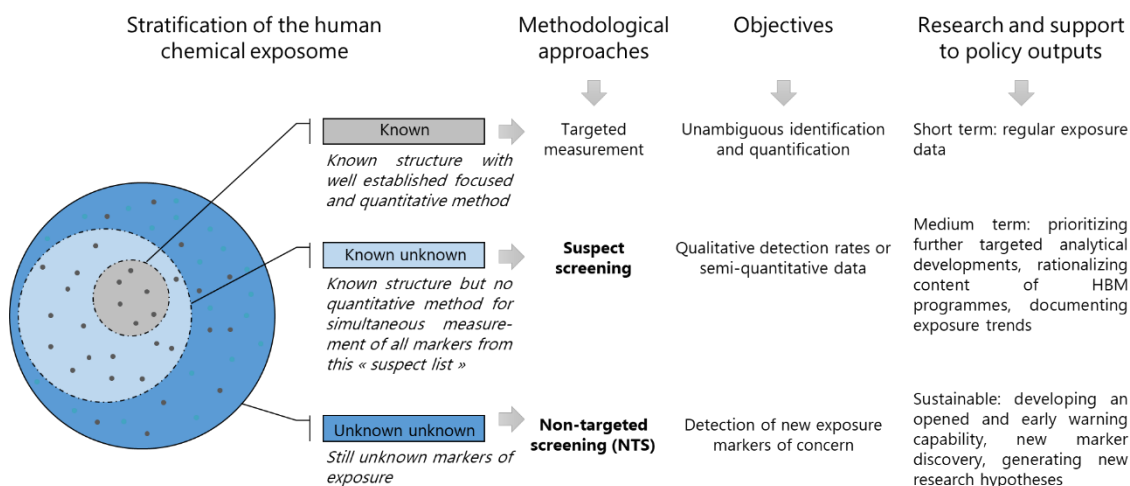 Stratification of the human
chemical exposome
Methodological
approaches
Objectives
Research and support
to policy outputs
Known
Known structure with
well established focused
and quantitative method
Targeted
measurement
Unambiguous identification
and quantification
Short term: regular exposure
data
Known unknown
Known structure but no
quantitative method for
simultaneous measure-
ment of all markers from
this « suspect list »
Suspect
screening
Qualitative detection rates or
semi-quantitative data
Medium term: prioritizing
further targeted analytical
developments, rationalizing
content of HBM
programmes, documenting
exposure trends
Unknown unknown
Still unknown markers of
exposure
Non-targeted
screening (NTS)
Detection of new exposure
markers of concern
Sustainable: developing an
opened and early warning
capability, new marker
discovery, generating new
research hypotheses